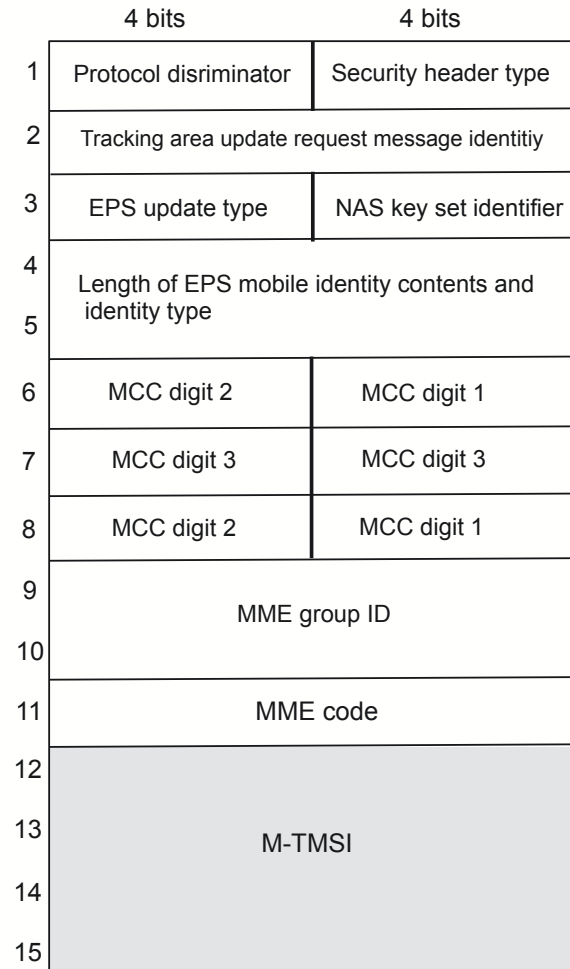 4 bits 4 bits
1 Protocol disriminator Security header type
2 Tracking area update request message identitiy
3 EPS update type NAS key set identifier
4 Length of EPS mobile identity contents and
5 identity type
6 MCC digit 2 MCC digit 1
7 MCC digit 3 MCC digit 3
8 MCC digit 2 MCC digit 1
9
MME group ID
10
11 MME code
12
13 M-TMSI
14
15